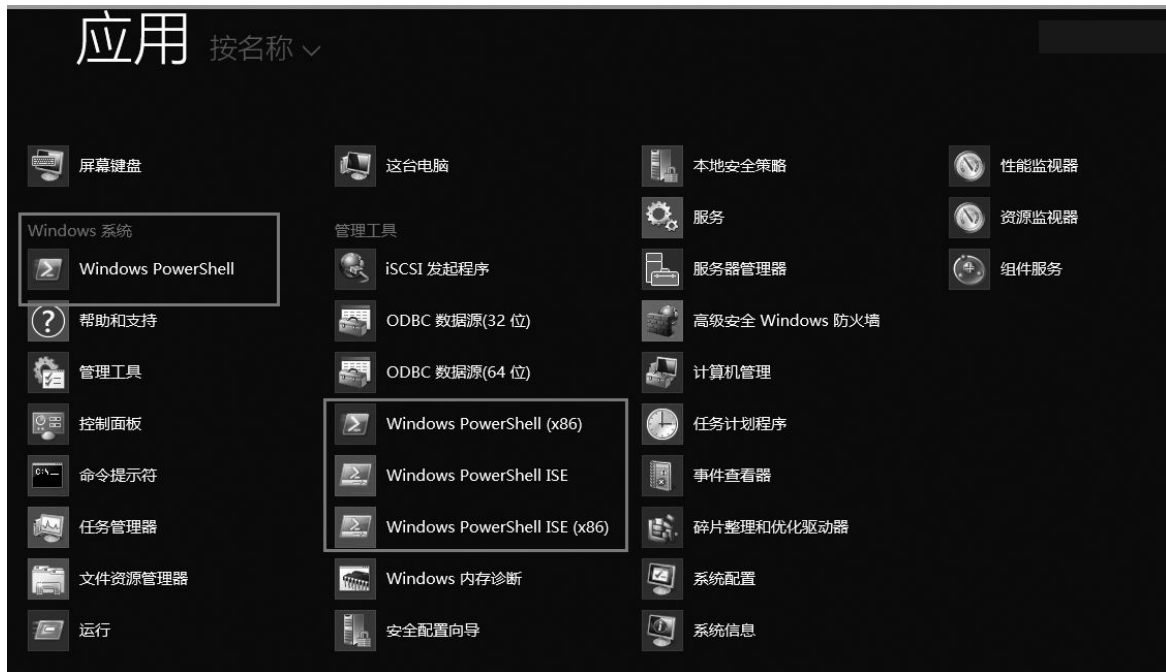 应用 按名称
屏幕键盘
Windows 系统
Windows PowerShell
帮助和支持
管理工具
控制面板
命令提示符
任务管理器
文件资源管理器
运行
这台电脑
管理工具
iSCSI 发起程序
ODBC 数据源(32 位)
ODBC 数据源(64 位)
Windows PowerShell (x86)
Windows PowerShell ISE
Windows PowerShell ISE (x86)
Windows 内存诊断
安全配置向导
本地安全策略
服务
服务器管理器
高级安全 Windows 防火墙
计算机管理
任务计划程序
事件查看器
碎片整理和优化驱动器
系统配置
系统信息
性能监视器
资源监视器
组件服务